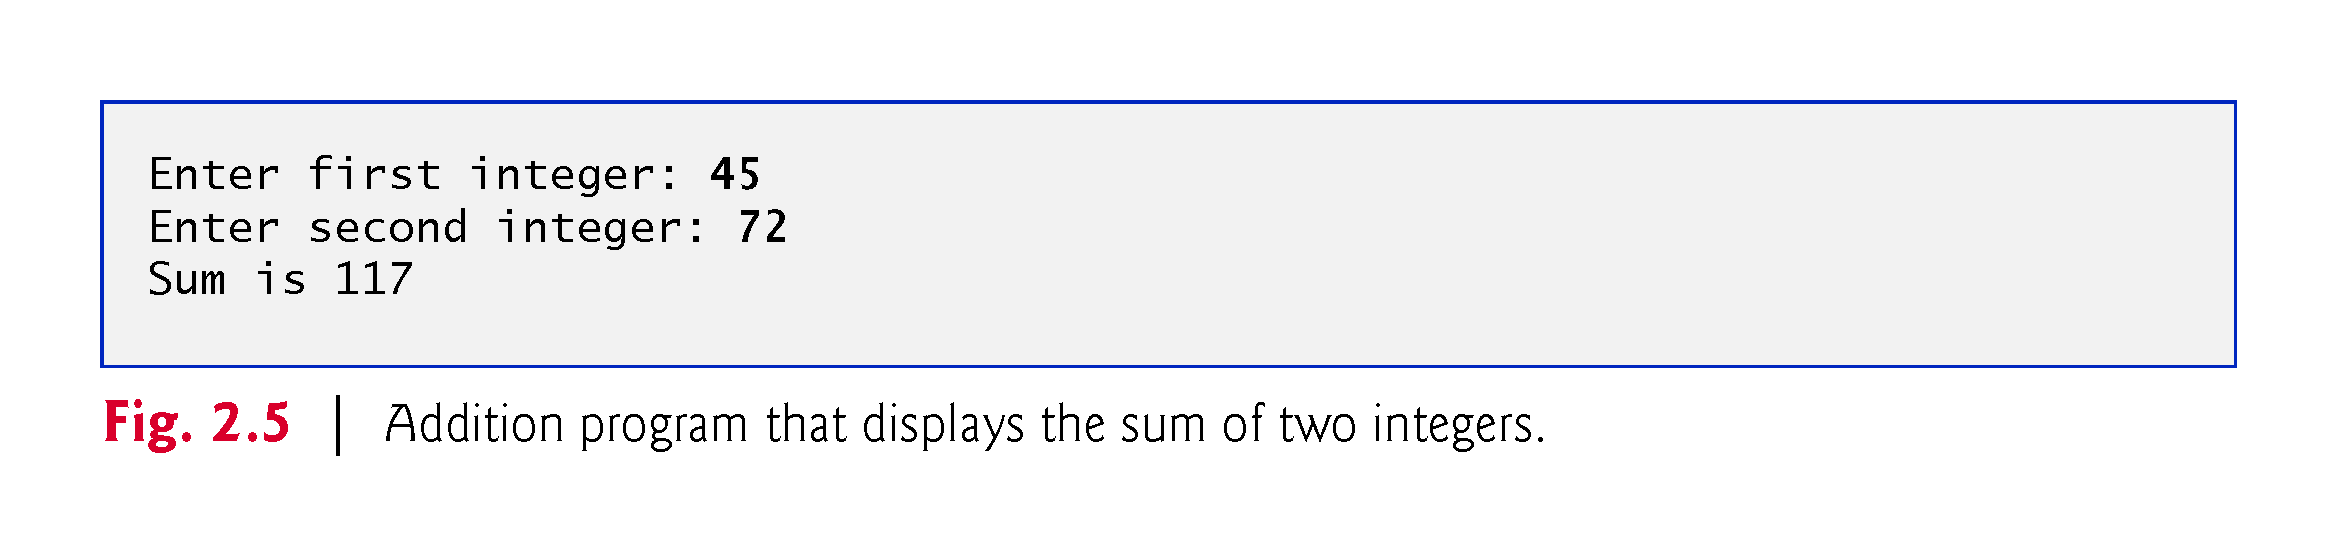 Enter first integer: 45
Enter second integer: 72
Sum is 117
Fig. 2.5 | Addition program that displays the sum of two integers.